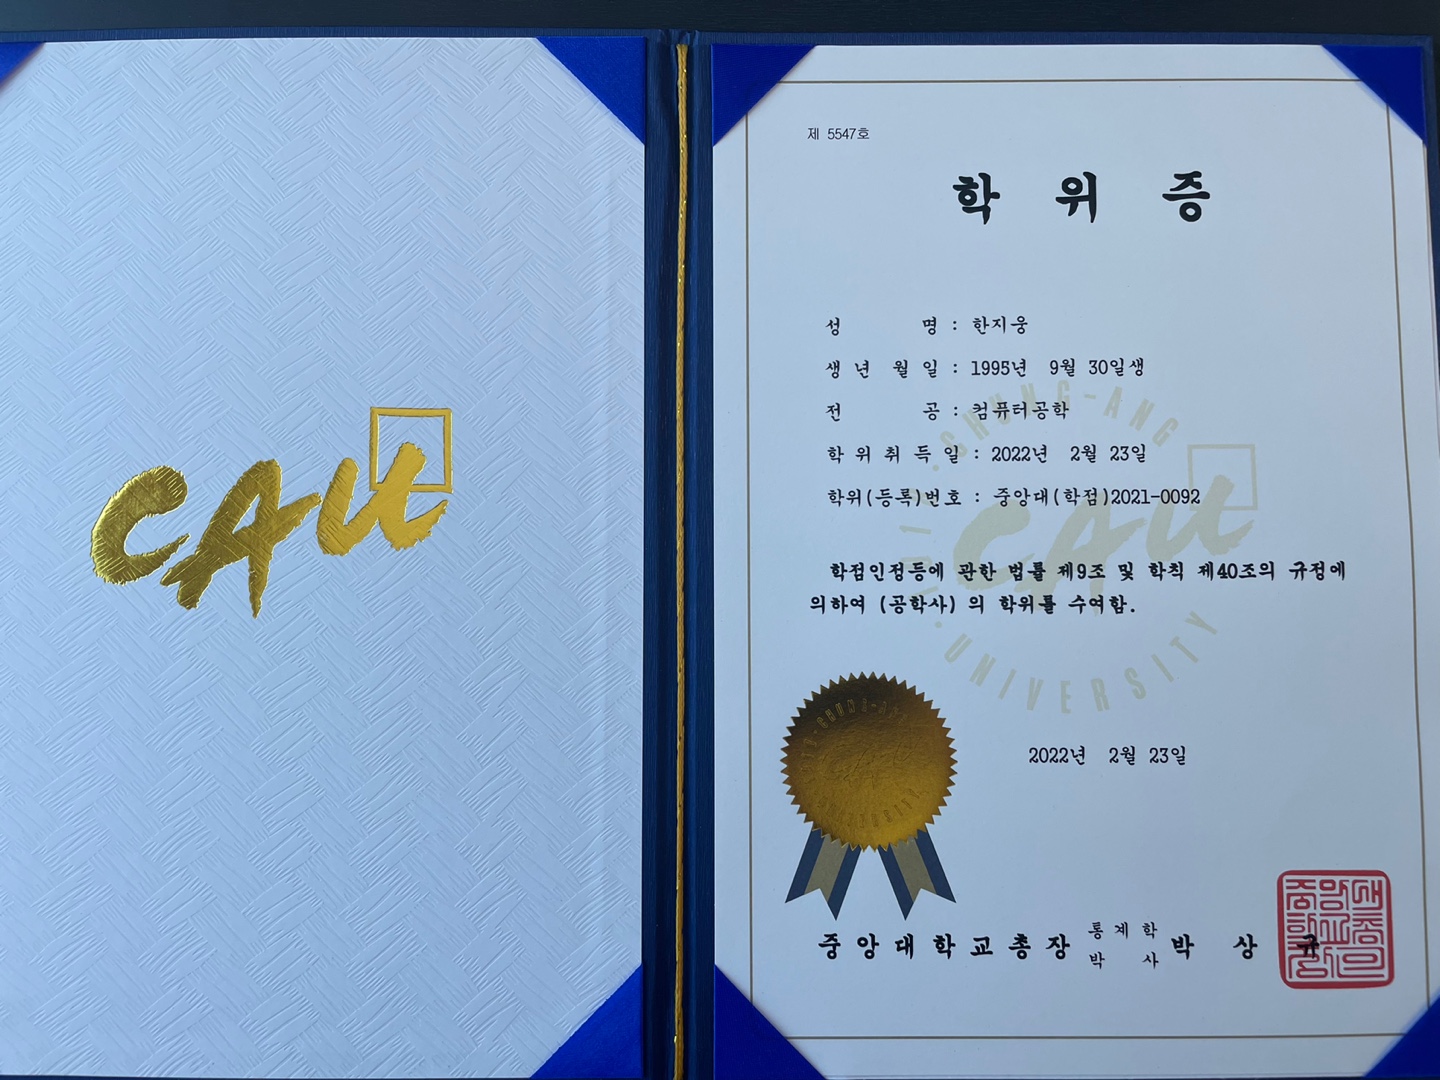 CAU
제 5547호
학 위 증
성 명 : 한지웅
생 년 월 일 : 1995년 9월 30일생
전 공 : 컴퓨터공학
학 위 취 득 일 : 2022년 2월 23일
학위(등록)번호 : 중앙대(학점)2021-0092
CHUNG-ANG
CAU
UNIVERSITY
학점인정등에 관한 법률 제9조 및 학칙 제40조의 규정에
의하여 (공학사) 의 학위를 수여함.
CHUNG-ANG
UNIVERSITY
2022년 2월 23일
중앙대학교총장 통계학박사 박 상 규